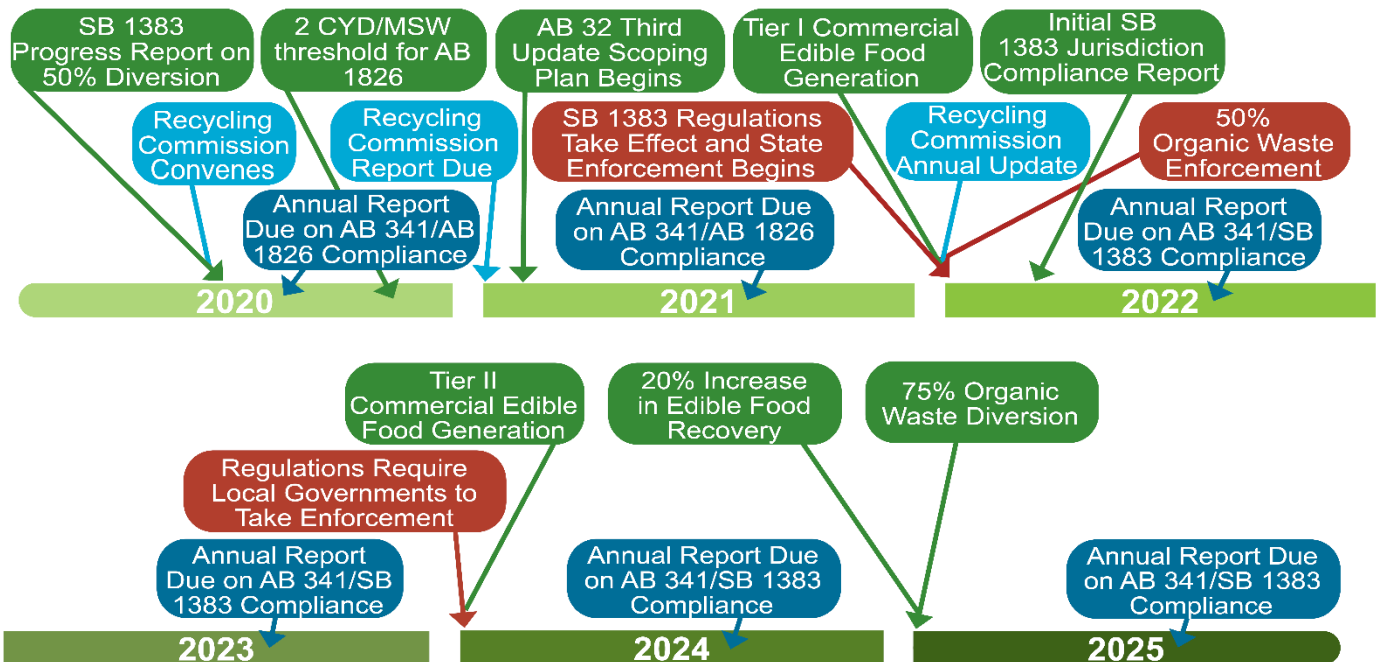 SB 1383
Progress Report on
50% Diversion
2 CYD/MSW
threshold for AB
1826
AB 32 Third
Update Scoping
Plan Begins
Tier I Commercial
Edible Food
Generation
Initial SB
1383 Jurisdiction
Compliance Report
Recycling
Commission
Convenes
Recycling
Commission
Report Due
SB 1383 Regulations
Take Effect and State
Enforcement Begins
Recycling
Commission
Annual Update
50%
Organic Waste
Enforcement
Annual Report
Due on AB 341/AB
1826 Compliance
Annual Report Due
on AB 341/AB 1826
Compliance
Annual Report
Due on AB 341/SB
1383 Compliance
2020
2021
2022
Tier II
Commercial Edible
Food Generation
20% Increase
in Edible Food
Recovery
75% Organic
Waste Diversion
Regulations Require
Local Governments to
Take Enforcement
Annual Report
Due on AB 341/SB
1383 Compliance
Annual Report Due
on AB 341/SB 1383
Compliance
Annual Report Due
on AB 341/SB 1383
Compliance
2023
2024
2025